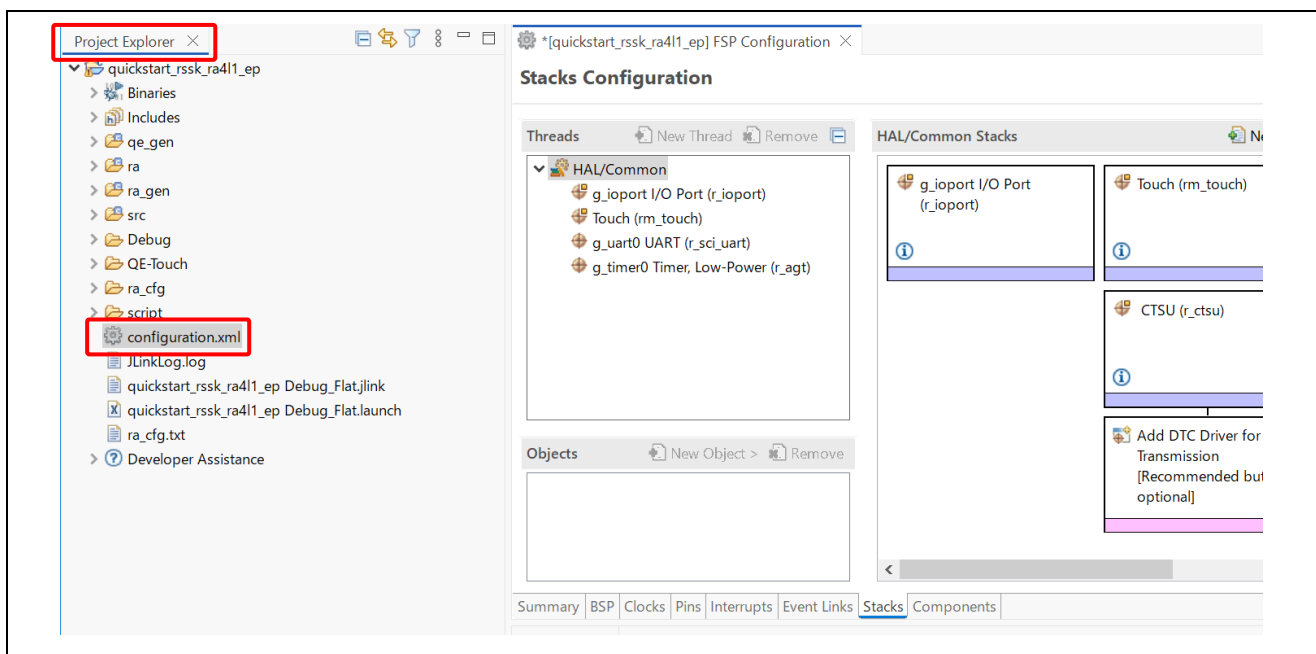 Project Explorer
quickstart_rssk_ra4l1_ep
Binaries
Includes
qe_gen
ra
ra_gen
src
Debug
QE-Touch
ra_cfg
script
configuration.xml
JLinkLog.log
quickstart_rssk_ra4l1_ep Debug_Flat.jlink
quickstart_rssk_ra4l1_ep Debug_Flat.launch
ra_cfg.txt
Developer Assistance
*[quickstart_rssk_ra4l1_ep] FSP Configuration
Stacks Configuration
Threads New Thread Remove
HAL/Common
g_ioport I/O Port (r_ioport)
Touch (rm_touch)
g_uart0 UART (r_sci_uart)
g_timer0 Timer, Low-Power (r_agt)
Objects New Object > Remove
HAL/Common Stacks
g_ioport I/O Port
(r_ioport)
Touch (rm_touch)
CTSU (r_ctsu)
Add DTC Driver for
Transmission
[Recommended but
optional]
Summary BSP Clocks Pins Interrupts Event Links Stacks Components